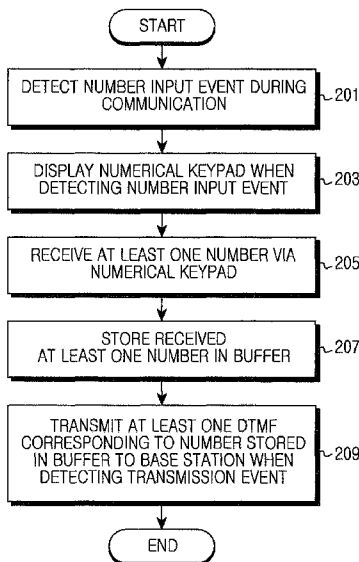 START
DETECT NUMBER INPUT EVENT DURING
COMMUNICATION
201
DISPLAY NUMERICAL KEYPAD WHEN
DETECTING NUMBER INPUT EVENT
203
RECEIVE AT LEAST ONE NUMBER VIA
NUMERICAL KEYPAD
205
STORE RECEIVED
AT LEAST ONE NUMBER IN BUFFER
207
TRANSMIT AT LEAST ONE DTMF
CORRESPONDING TO NUMBER STORED
IN BUFFER TO BASE STATION WHEN
DETECTING TRANSMISSION EVENT
209
END